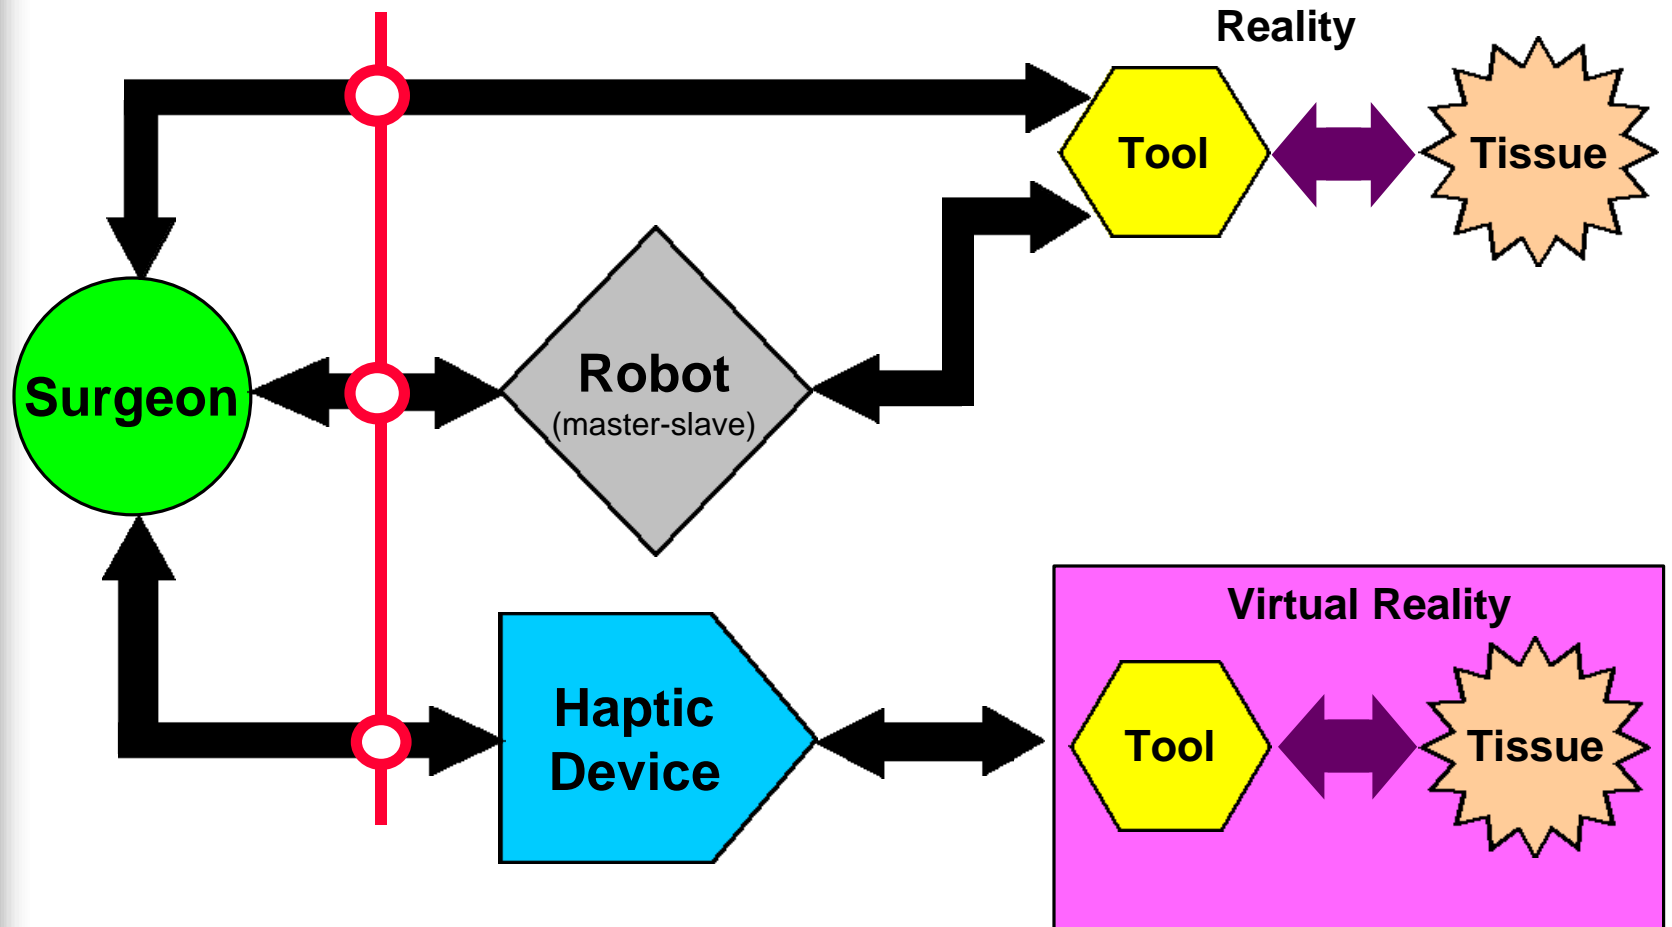 Reality
Tool
Tissue
Surgeon
Robot
(master-slave)
Haptic
Device
Virtual Reality
Tool
Tissue